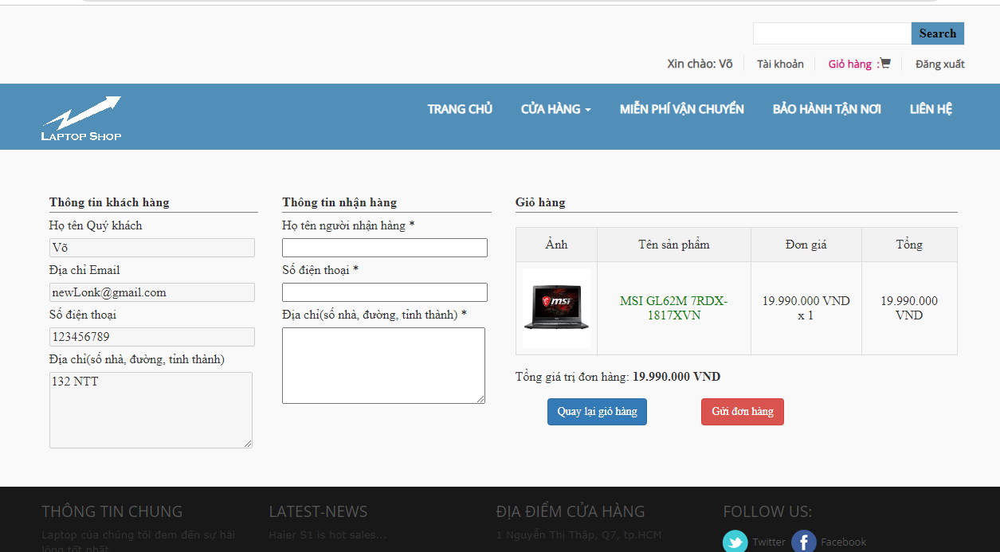 Search
Xin chào: Võ
Tài khoản
Giỏ hàng :
Đăng xuất
LAPTOP SHOP
TRANG CHỦ
CỬA HÀNG
MIỄN PHÍ VẬN CHUYỂN
BẢO HÀNH TẬN NƠI
LIÊN HỆ
Thông tin khách hàng
Họ tên Quý khách
Võ
Địa chỉ Email
newLonk@gmail.com
Số điện thoại
123456789
Địa chỉ(số nhà, đường, tỉnh thành)
132 NTT
Thông tin nhận hàng
Họ tên người nhận hàng *
Số điện thoại *
Địa chỉ(số nhà, đường, tỉnh thành) *
Giỏ hàng
Ảnh
Tên sản phẩm
Đơn giá
Tổng
msi
MSI GL62M 7RDX-
1817XVN
19.990.000 VND
x 1
19.990.000
VND
Tổng giá trị đơn hàng: 19.990.000 VND
Quay lại giỏ hàng
Gửi đơn hàng
THÔNG TIN CHUNG
Laptop của chúng tôi đem đến sự hài
lòng tốt nhất
LATEST-NEWS
Haier S1 is hot sales...
ĐỊA ĐIỂM CỬA HÀNG
1 Nguyễn Thị Thập, Q7, tp.HCM
FOLLOW US:
Twitter
Facebook